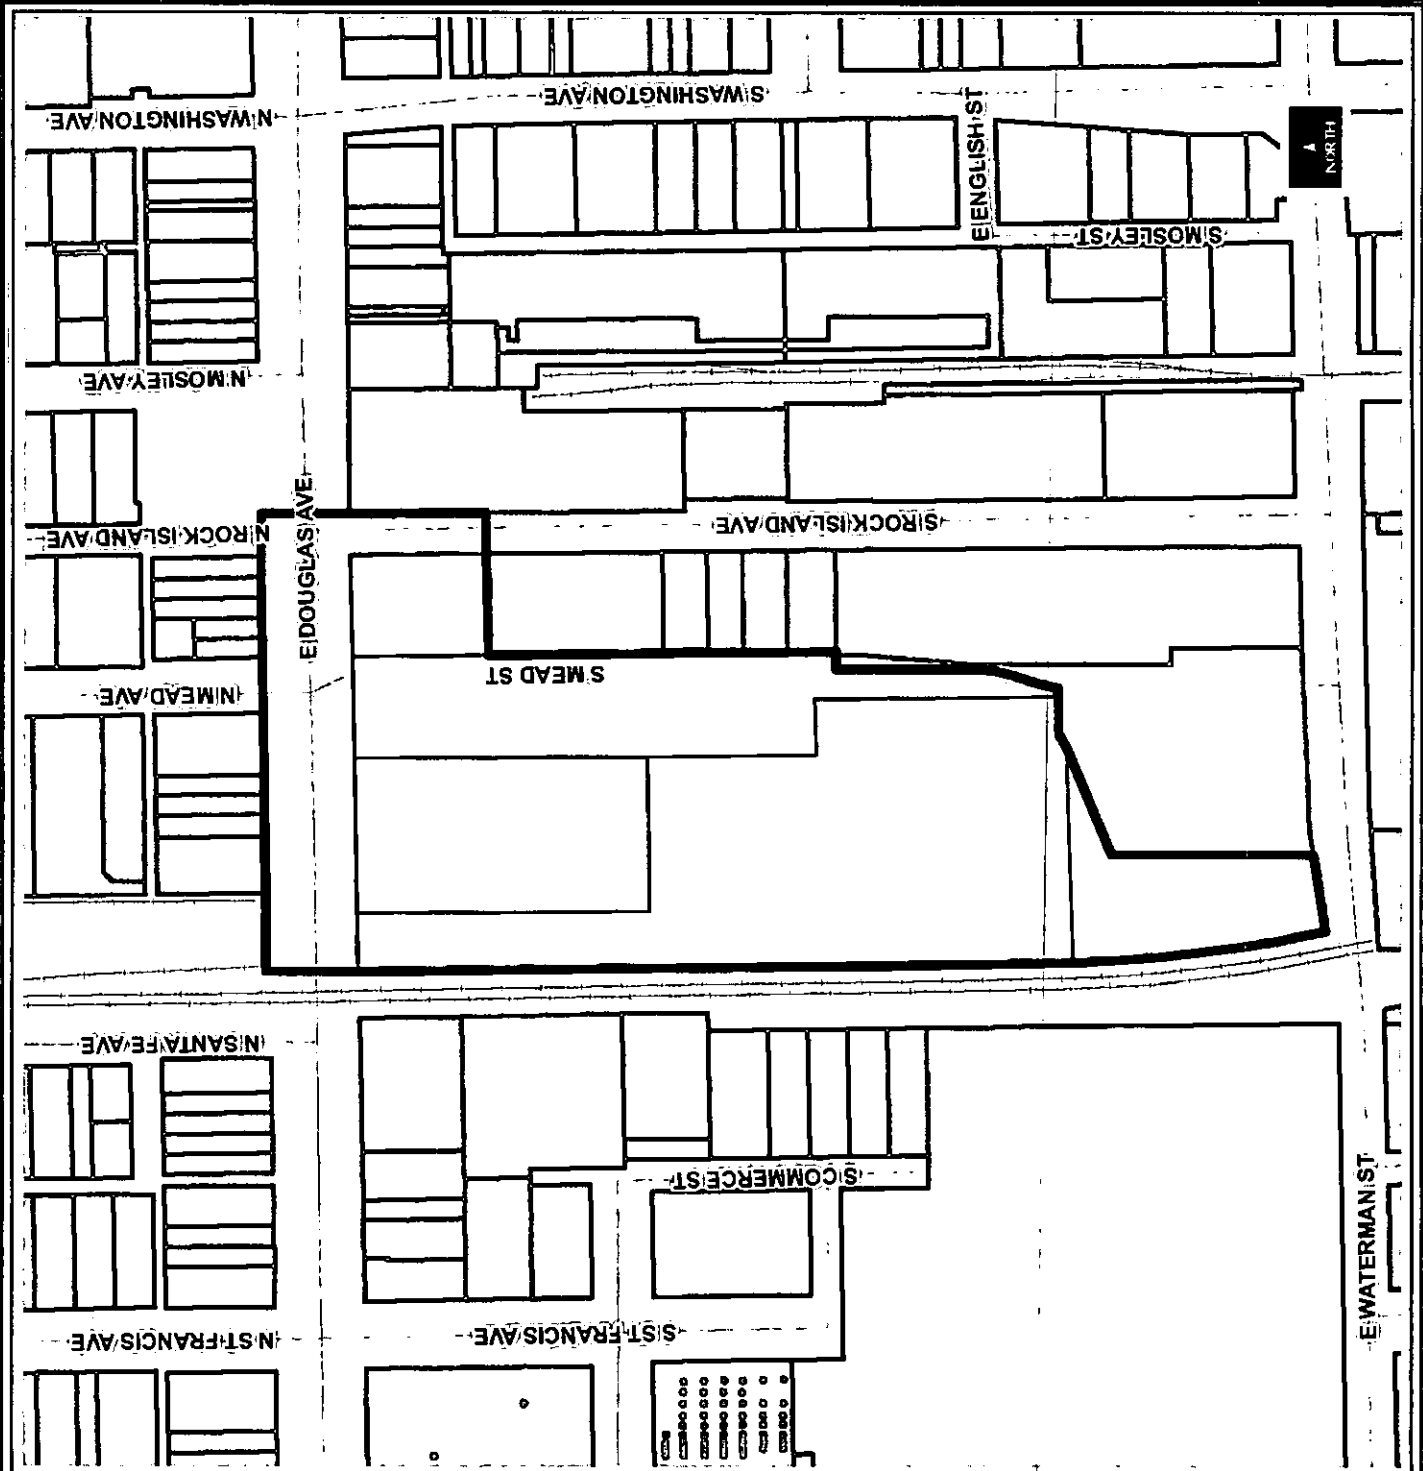 S WASHINGTON AVE
N WASHINGTON AVE
E ENGLISH ST
NORTH
S MOSLEY ST
N MOSLEY AVE
E DOUGLAS AVE
S ROCK ISLAND AVE
N ROCK ISLAND AVE
S MEAD ST
N MEAD AVE
N SANTA FE AVE
S COMMERCE ST
E WATERMAN ST
S ST FRANCIS AVE
N ST FRANCIS AVE